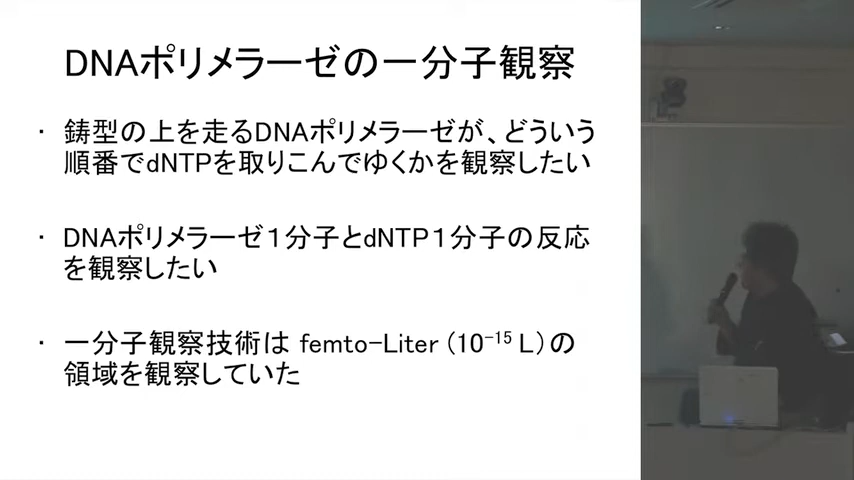 DNAポリメラーゼの一分子観察
・ 鋳型の上を走るDNAポリメラーゼが、どういう
順番でdNTPを取りこんでゆくかを観察したい
・ DNAポリメラーゼ１分子とdNTP１分子の反応
を観察したい
・ 一分子観察技術は femto-Liter (10⁻¹⁵ L)の
領域を観察していた